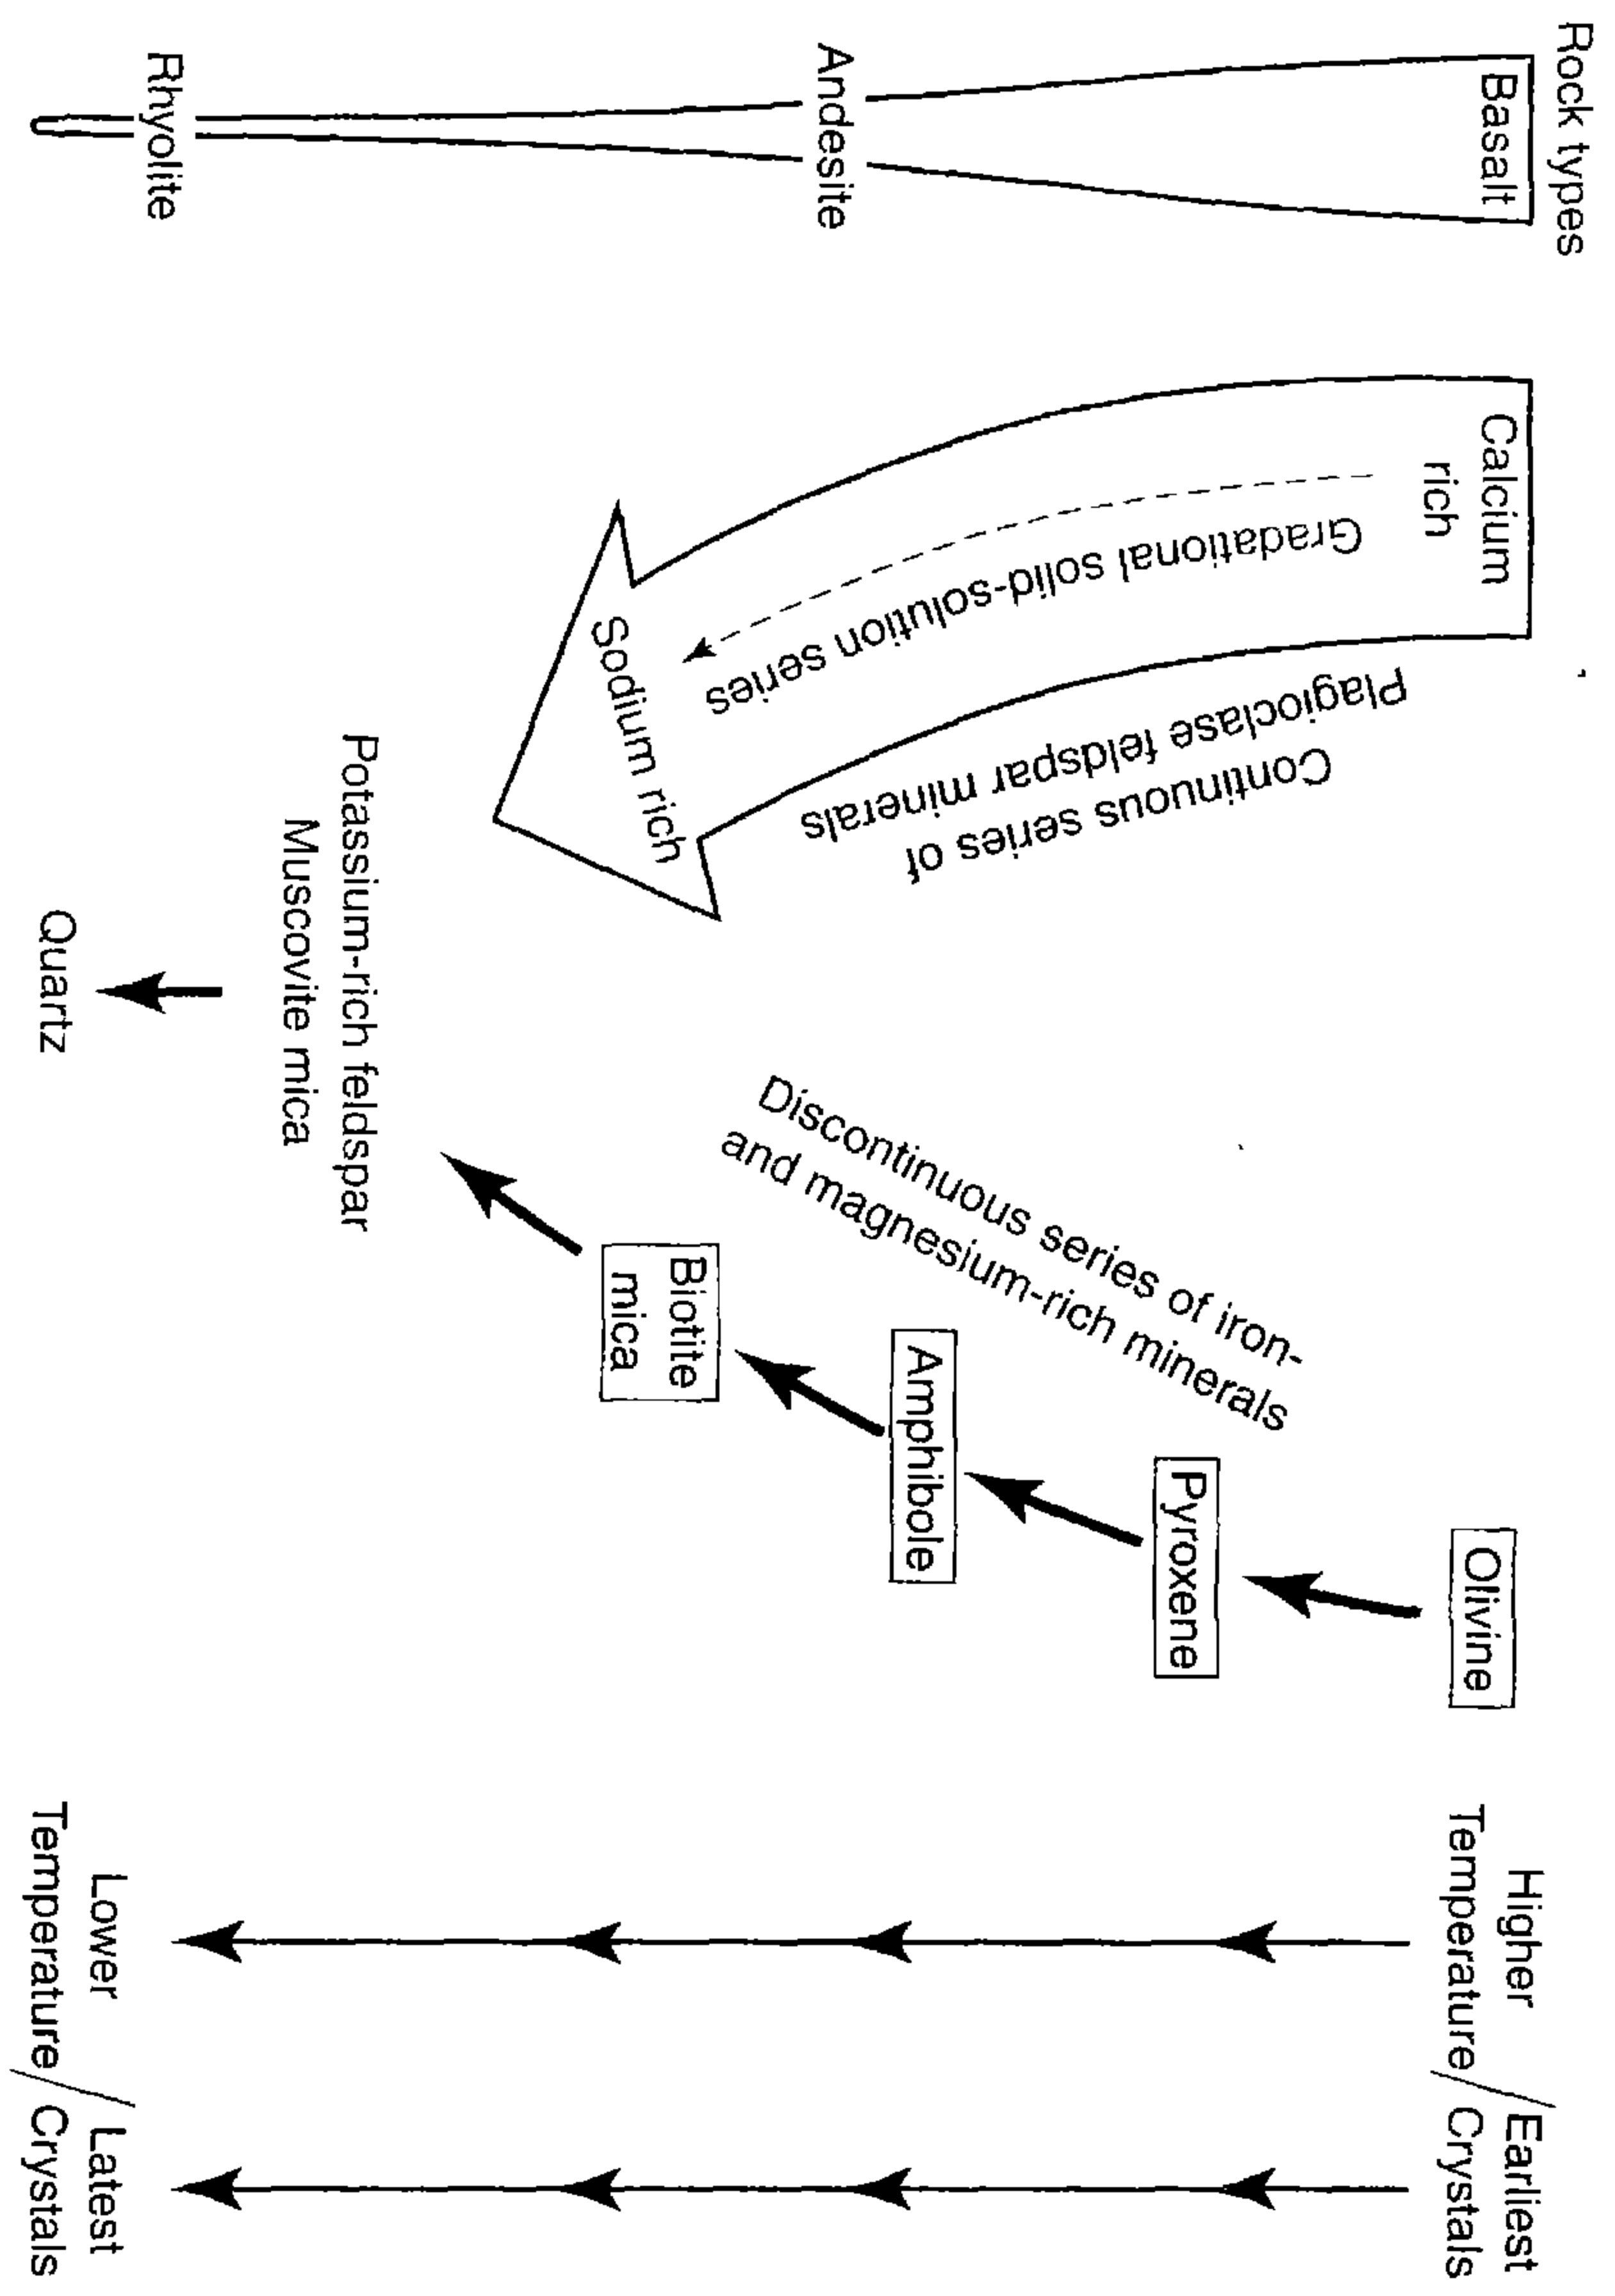 Rock types
Basalt
Andesite
Rhyolite
Calcium
rich
Gradational solid-solution series
Sodium rich
Continuous series of
Plagioclase feldspar minerals
Discontinuous series of iron-
and magnesium-rich minerals
Olivine
Pyroxene
Amphibole
Biotite
mica
Potassium-rich feldspar
Muscovite mica
Quartz
Higher / Earliest
Temperature / Crystals
Lower / Latest
Temperature / Crystals